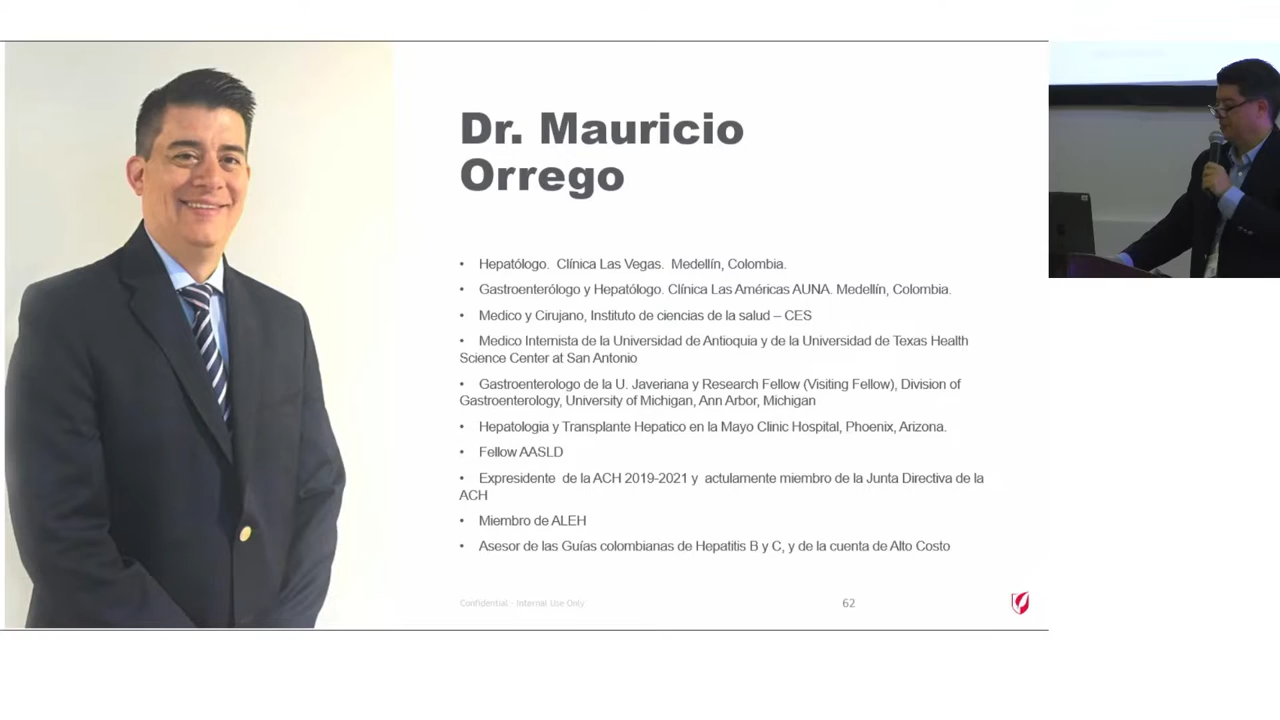 Dr. Mauricio
Orrego
• Hepatólogo. Clínica Las Vegas. Medellín, Colombia.
• Gastroenterólogo y Hepatólogo. Clínica Las Américas AUNA. Medellín, Colombia.
• Medico y Cirujano, Instituto de ciencias de la salud – CES
• Medico Internista de la Universidad de Antioquia y de la Universidad de Texas Health
Science Center at San Antonio
• Gastroenterologo de la U. Javeriana y Research Fellow (Visiting Fellow), Division of
Gastroenterology, University of Michigan, Ann Arbor, Michigan
• Hepatologia y Transplante Hepatico en la Mayo Clinic Hospital, Phoenix, Arizona.
• Fellow AASLD
• Expresidente de la ACH 2019-2021 y actulamente miembro de la Junta Directiva de la
ACH
• Miembro de ALEH
• Asesor de las Guías colombianas de Hepatitis B y C, y de la cuenta de Alto Costo
Confidential - Internal Use Only
62